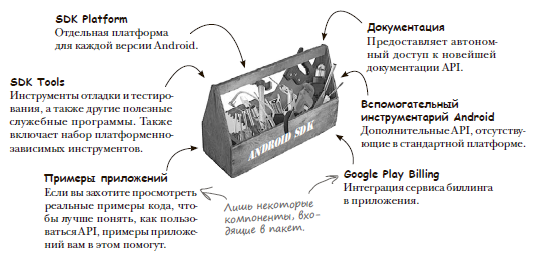 SDK Platform
Отдельная платформа
для каждой версии Android.
SDK Tools
Инструменты отладки и тестиро-
вания, а также другие полезные
служебные программы. Также
включает набор платформенно-
зависимых инструментов.
Примеры приложений
Если вы захотите просмотреть
реальные примеры кода, что-
бы лучше понять, как пользо-
ваться API, примеры приложе-
ний вам в этом помогут.
Документация
Предоставляет автоном-
ный доступ к новейшей
документации API.
Вспомогательный
инструментарий Android
Дополнительные API, отсутству-
ющие в стандартной платформе.
Google Play Billing
Интеграция сервиса биллинга
в приложения.
ANDROID SDK
Лишь некоторые
компоненты, вхо-
дящие в пакет.